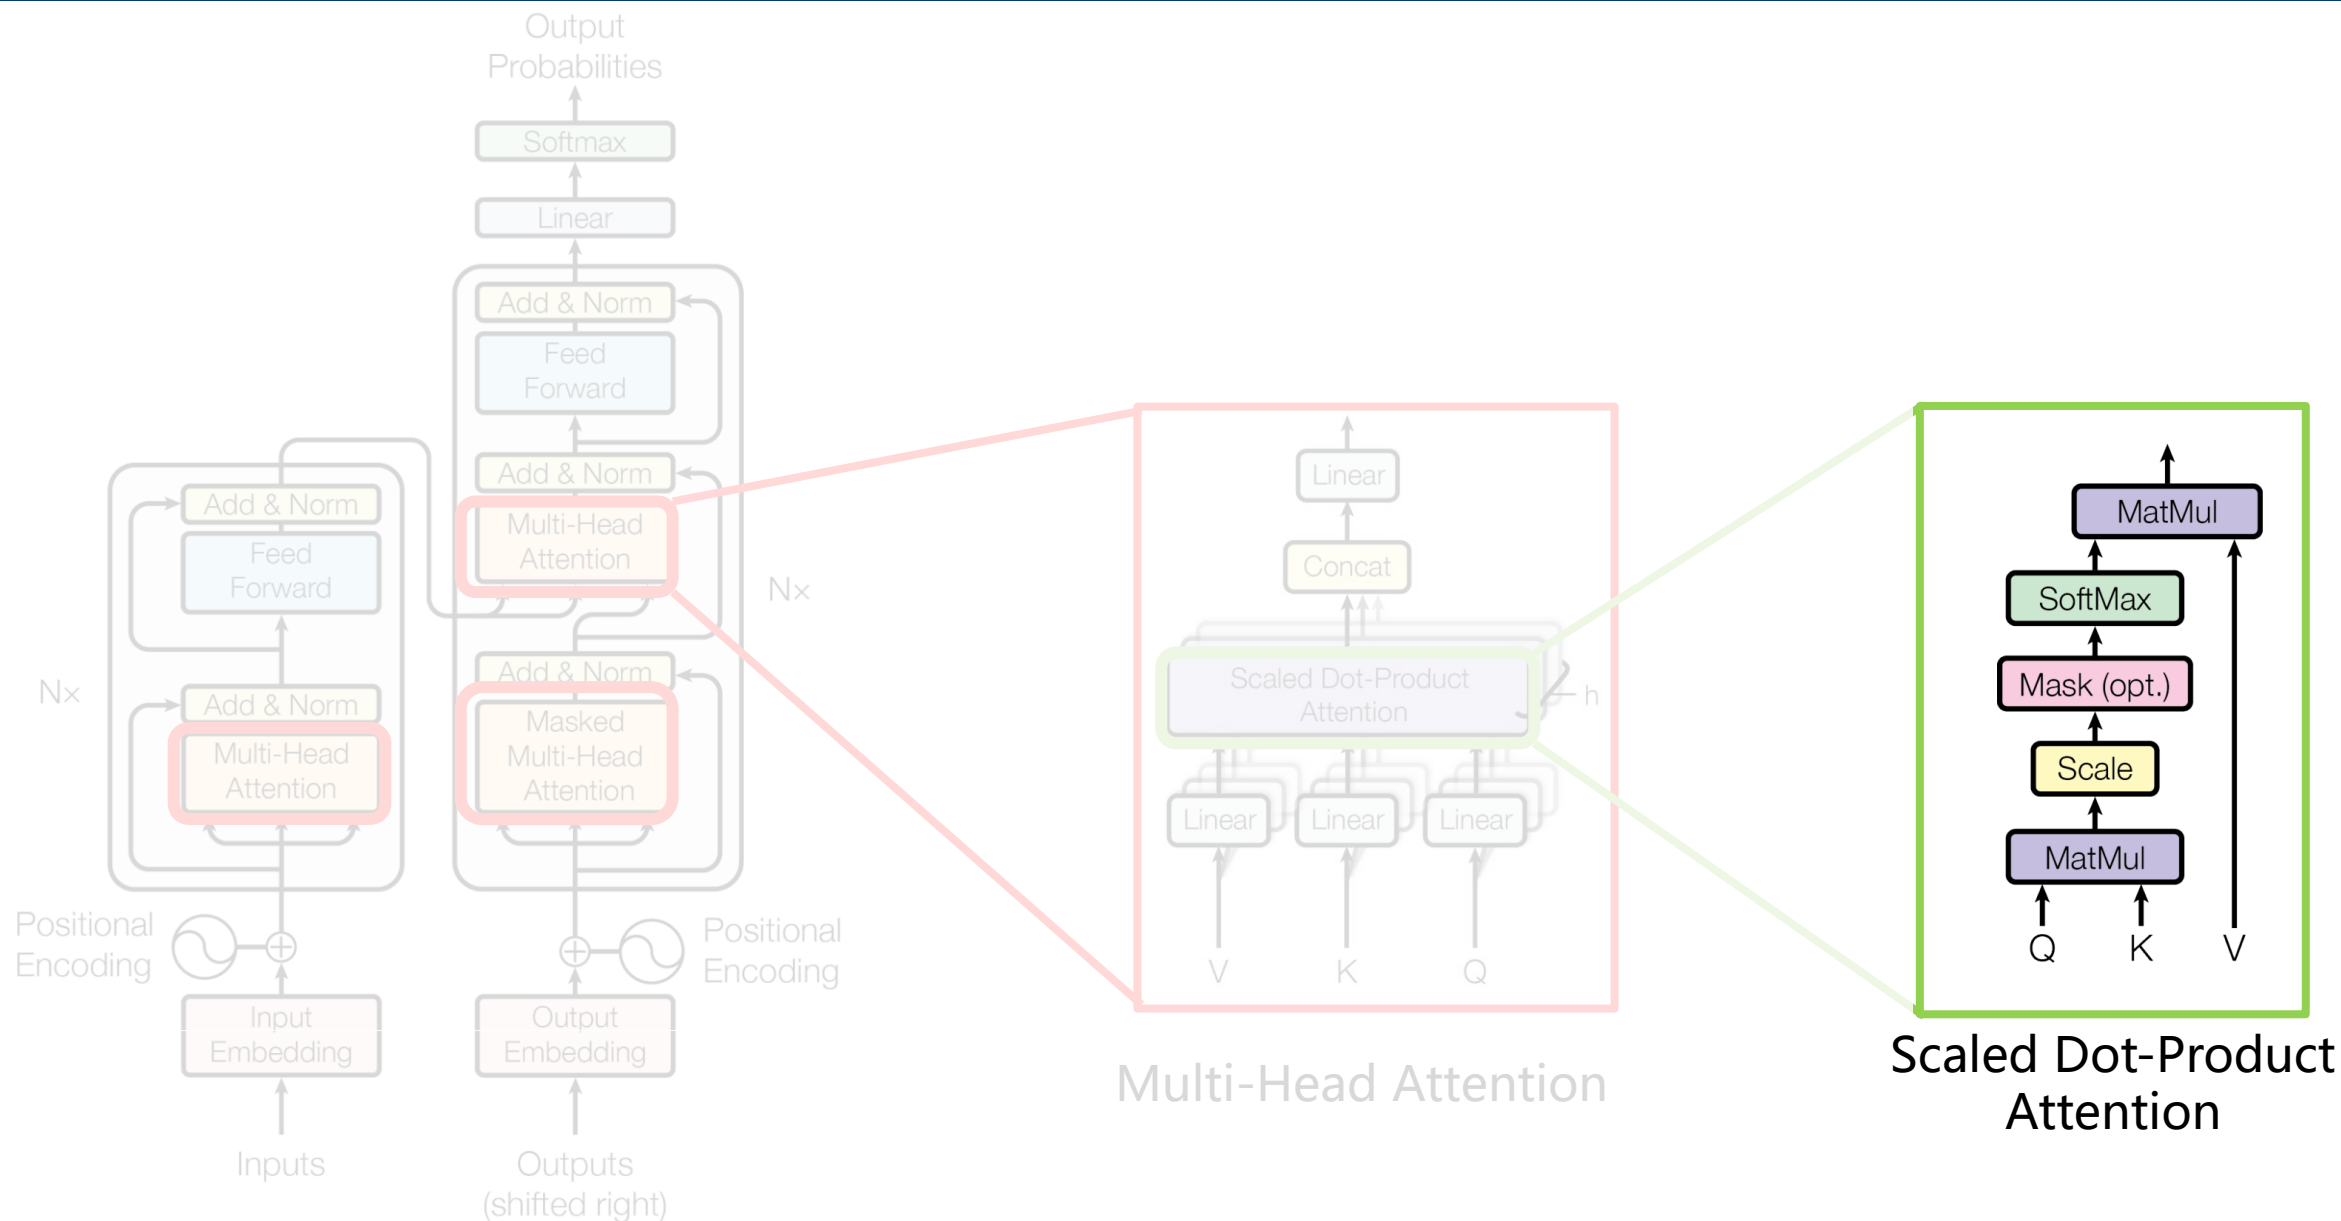 Output
Probabilities
Softmax
Linear
Add & Norm
Feed
Forward
Add & Norm
Multi-Head
Attention
Nx
Add & Norm
Masked
Multi-Head
Attention
Positional
Encoding
Output
Embedding
Outputs
(shifted right)
Add & Norm
Feed
Forward
Nx
Add & Norm
Multi-Head
Attention
Positional
Encoding
Input
Embedding
Inputs
Linear
Concat
Scaled Dot-Product
Attention
h
Linear
Linear
Linear
V
K
Q
Multi-Head Attention
MatMul
SoftMax
Mask (opt.)
Scale
MatMul
Q
K
V
Scaled Dot-Product
Attention